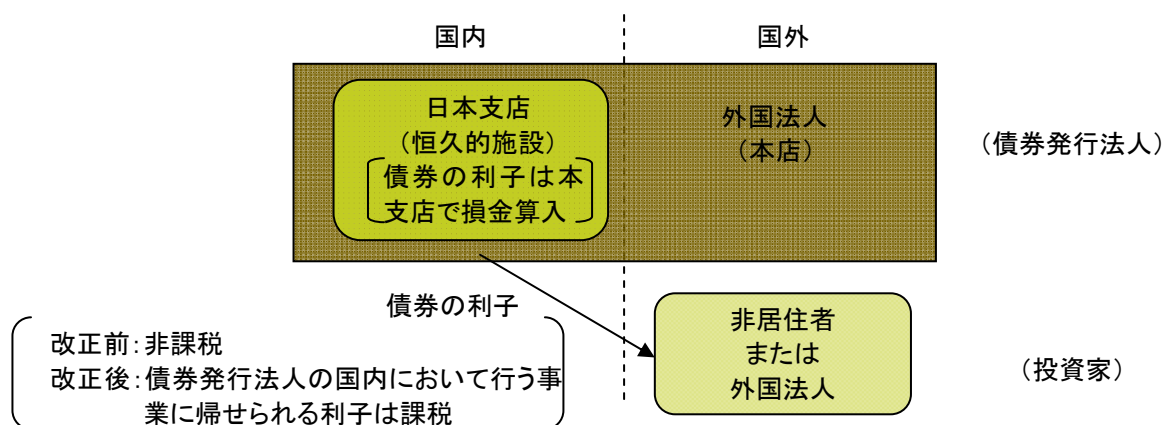 国内
国外
日本支店
（恒久的施設）
債券の利子は本
支店で損金算入
外国法人
（本店）
（債券発行法人）
債券の利子
改正前：非課税
改正後：債券発行法人の国内において行う事
業に帰せられる利子は課税
非居住者
または
外国法人
（投資家）